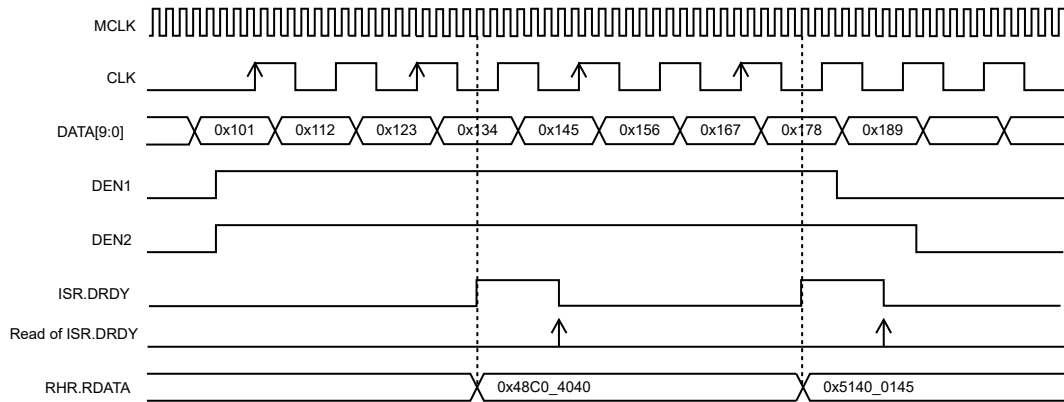 MCLK
CLK
DATA[9:0] 0x101 0x112 0x123 0x134 0x145 0x156 0x167 0x178 0x189
DEN1
DEN2
ISR.DRDY
Read of ISR.DRDY
RHR.RDATA 0x48C0_4040 0x5140_0145